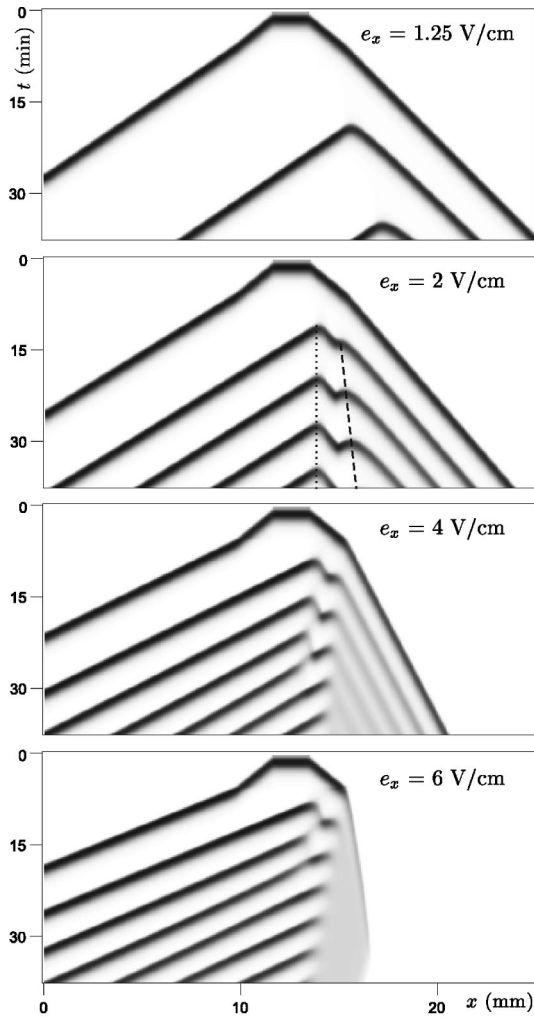 0
e_x = 1.25 V/cm
t (min)
15
30
0
e_x = 2 V/cm
15
30
0
e_x = 4 V/cm
15
30
0
e_x = 6 V/cm
15
30
0 10 20 x (mm)